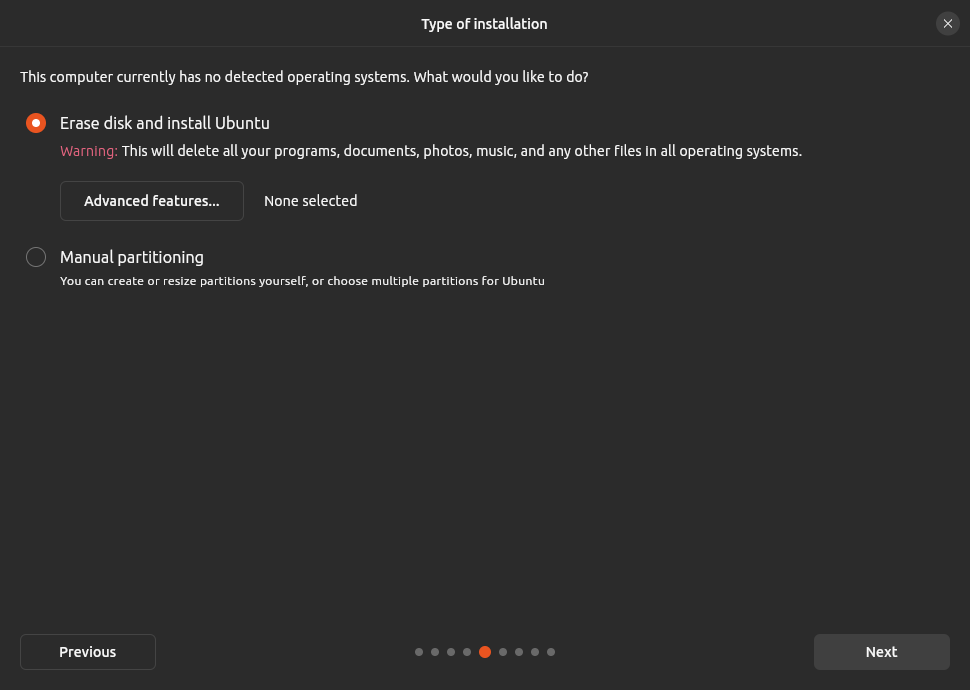 Type of installation
This computer currently has no detected operating systems. What would you like to do?
Erase disk and install Ubuntu
Warning: This will delete all your programs, documents, photos, music, and any other files in all operating systems.
Advanced features... None selected
Manual partitioning
You can create or resize partitions yourself, or choose multiple partitions for Ubuntu
Previous Next